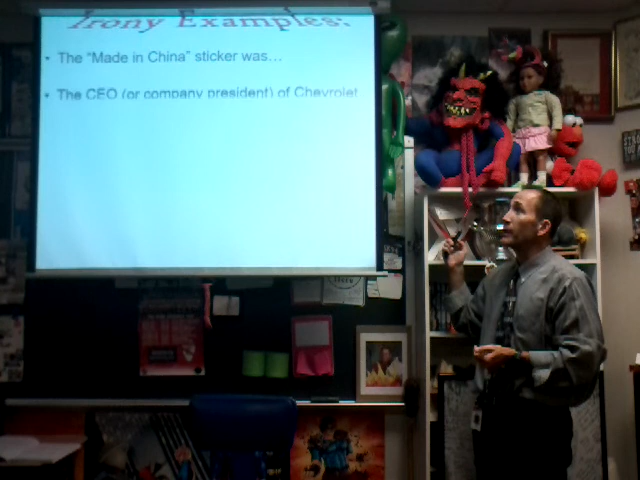 Irony Examples:
• The “Made in China” sticker was…
• The CEO (or company president) of Chevrolet